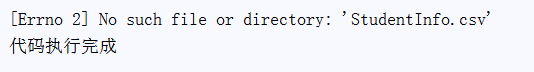 [Errno 2] No such file or directory: 'StudentInfo.csv'
代码执行完成